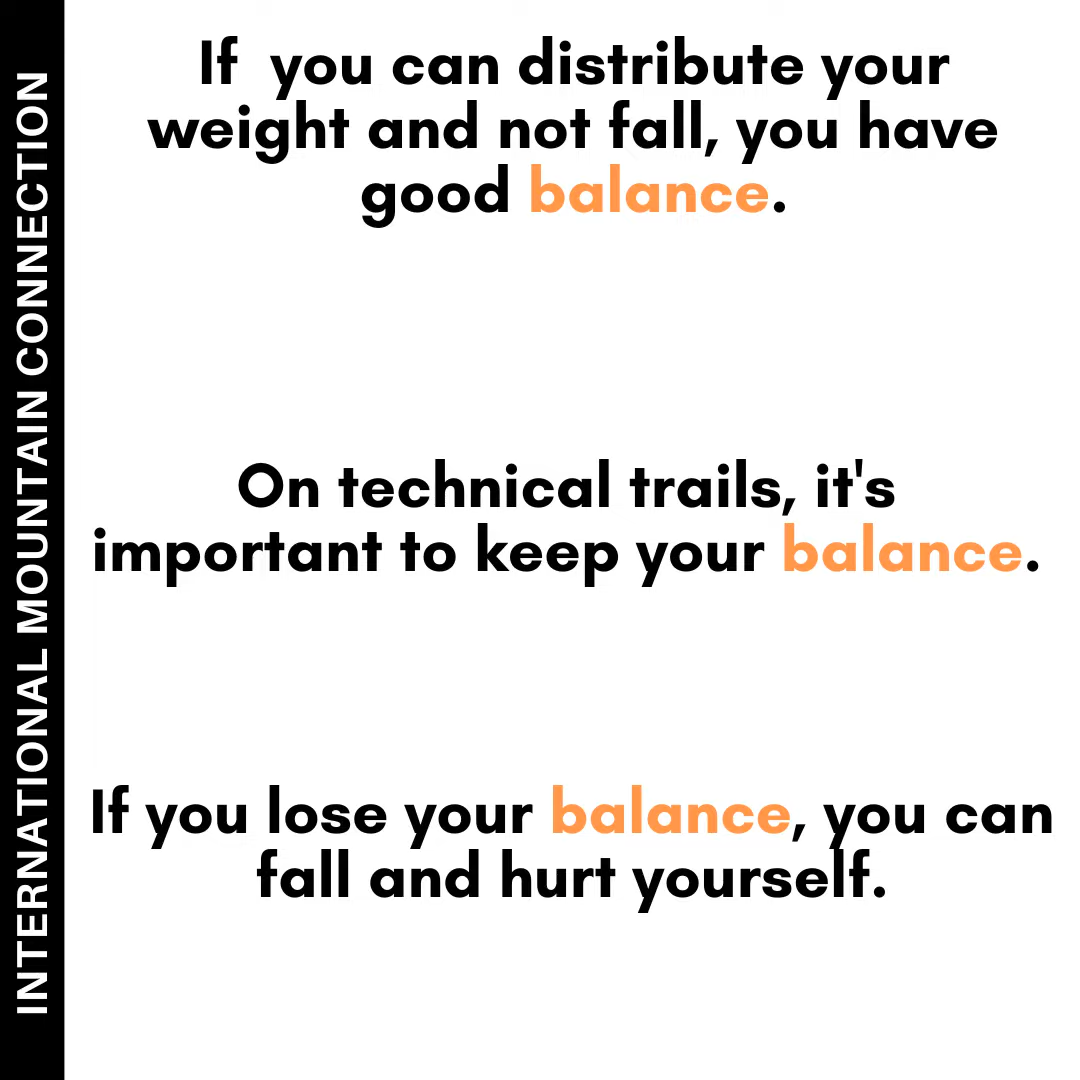 INTERNATIONAL MOUNTAIN CONNECTION
If  you can distribute your
weight and not fall, you have
good balance.
On technical trails, it's
important to keep your balance.
If you lose your balance, you can
fall and hurt yourself.